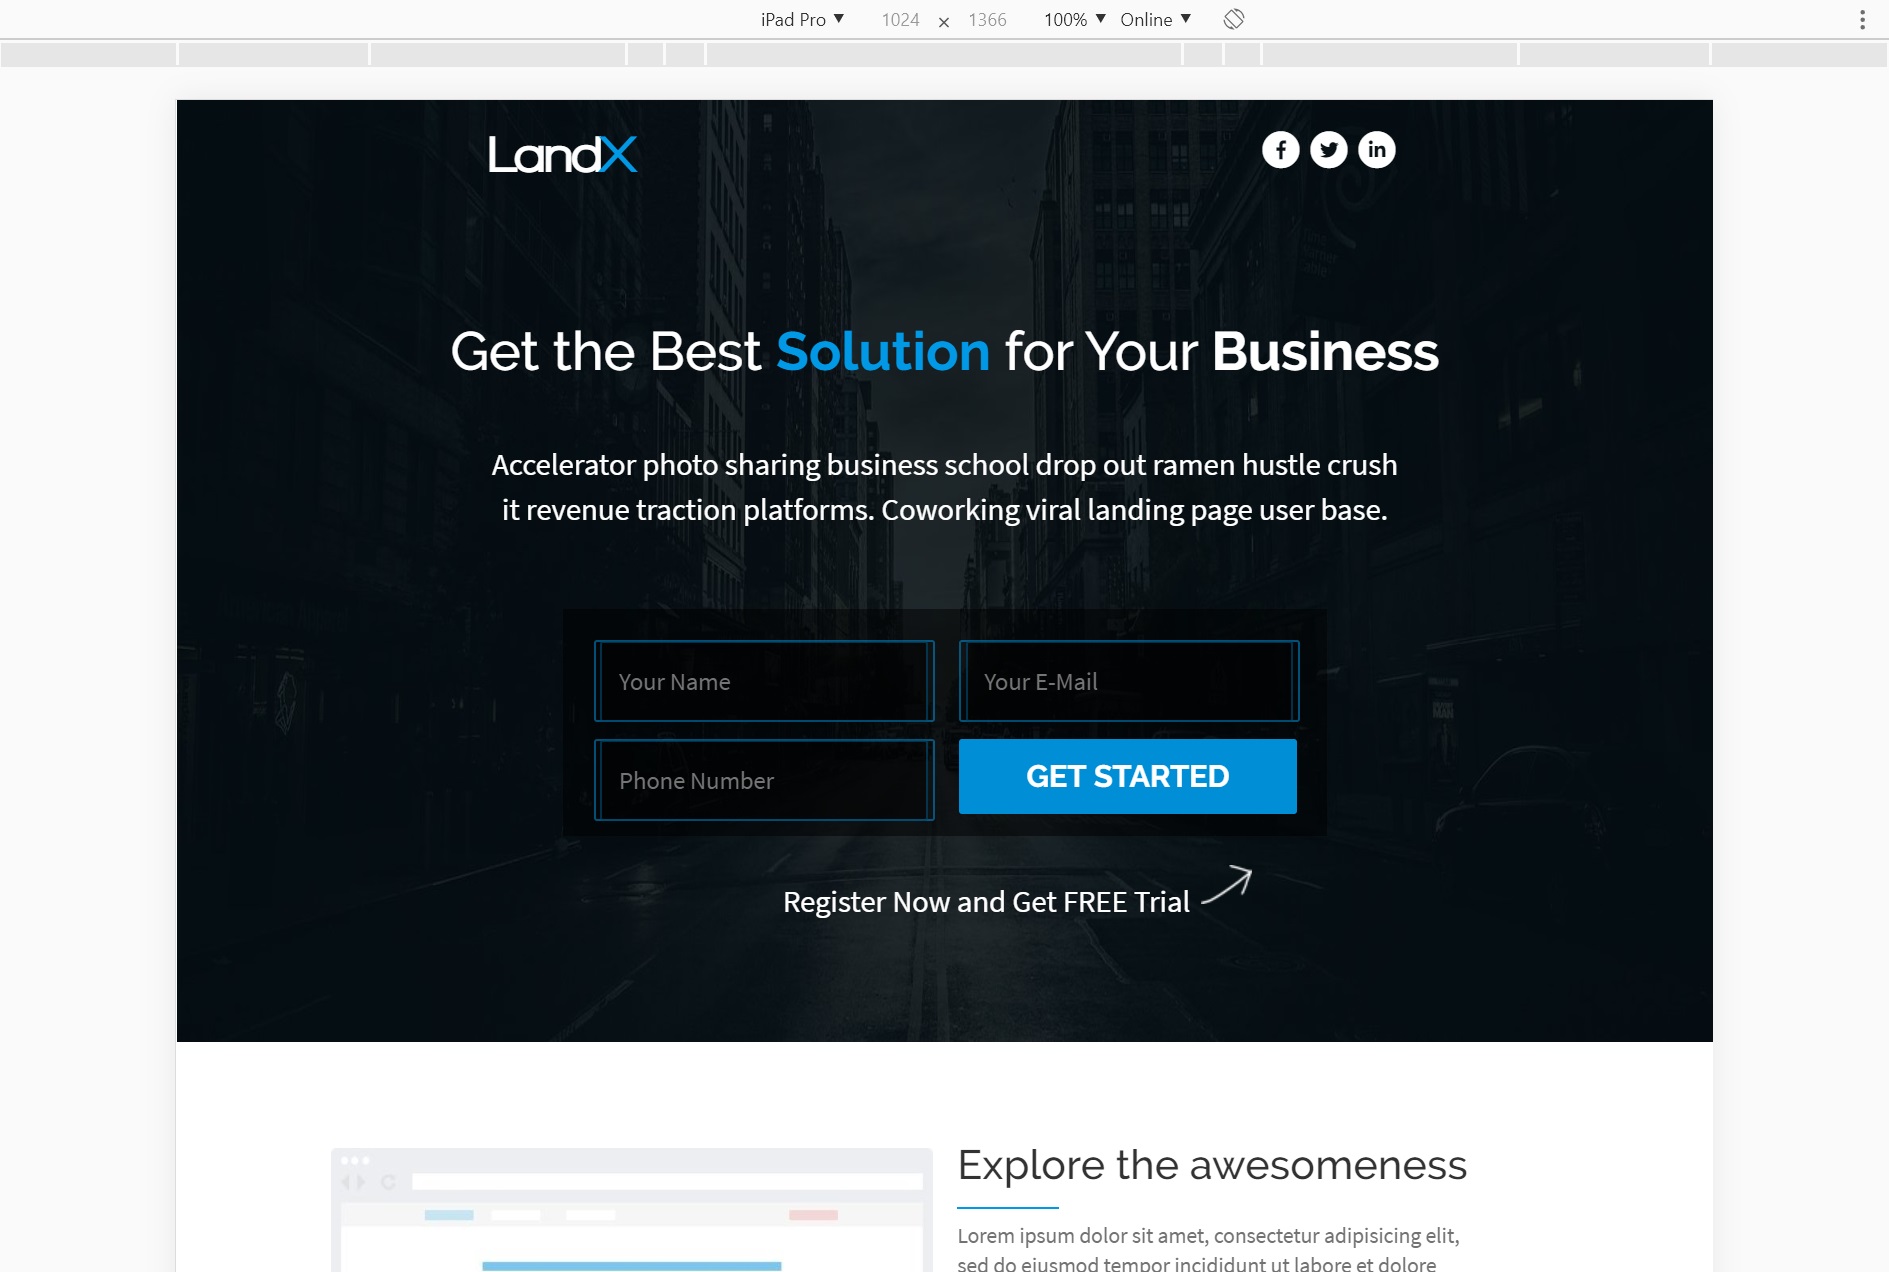 iPad Pro ▼ 1024 × 1366 100% ▼ Online ▼
LandX
Get the Best Solution for Your Business
Accelerator photo sharing business school drop out ramen hustle crush
it revenue traction platforms. Coworking viral landing page user base.
Your Name Your E-Mail
Phone Number GET STARTED
Register Now and Get FREE Trial
Explore the awesomeness
Lorem ipsum dolor sit amet, consectetur adipisicing elit,
sed do eiusmod tempor incididunt ut labore et dolore